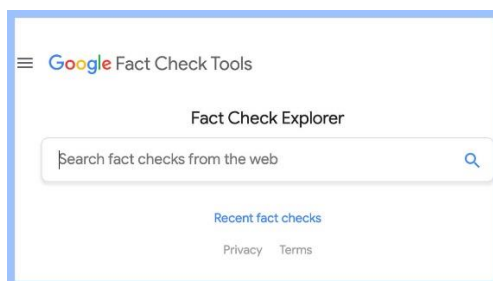 Google Fact Check Tools
Fact Check Explorer
Search fact checks from the web
Recent fact checks
Privacy Terms